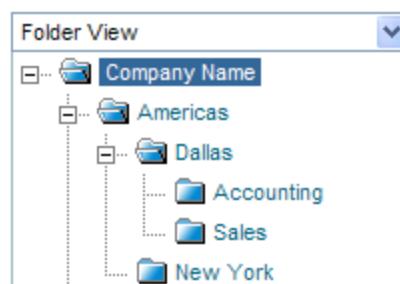 Folder View
Company Name
Americas
Dallas
Accounting
Sales
New York